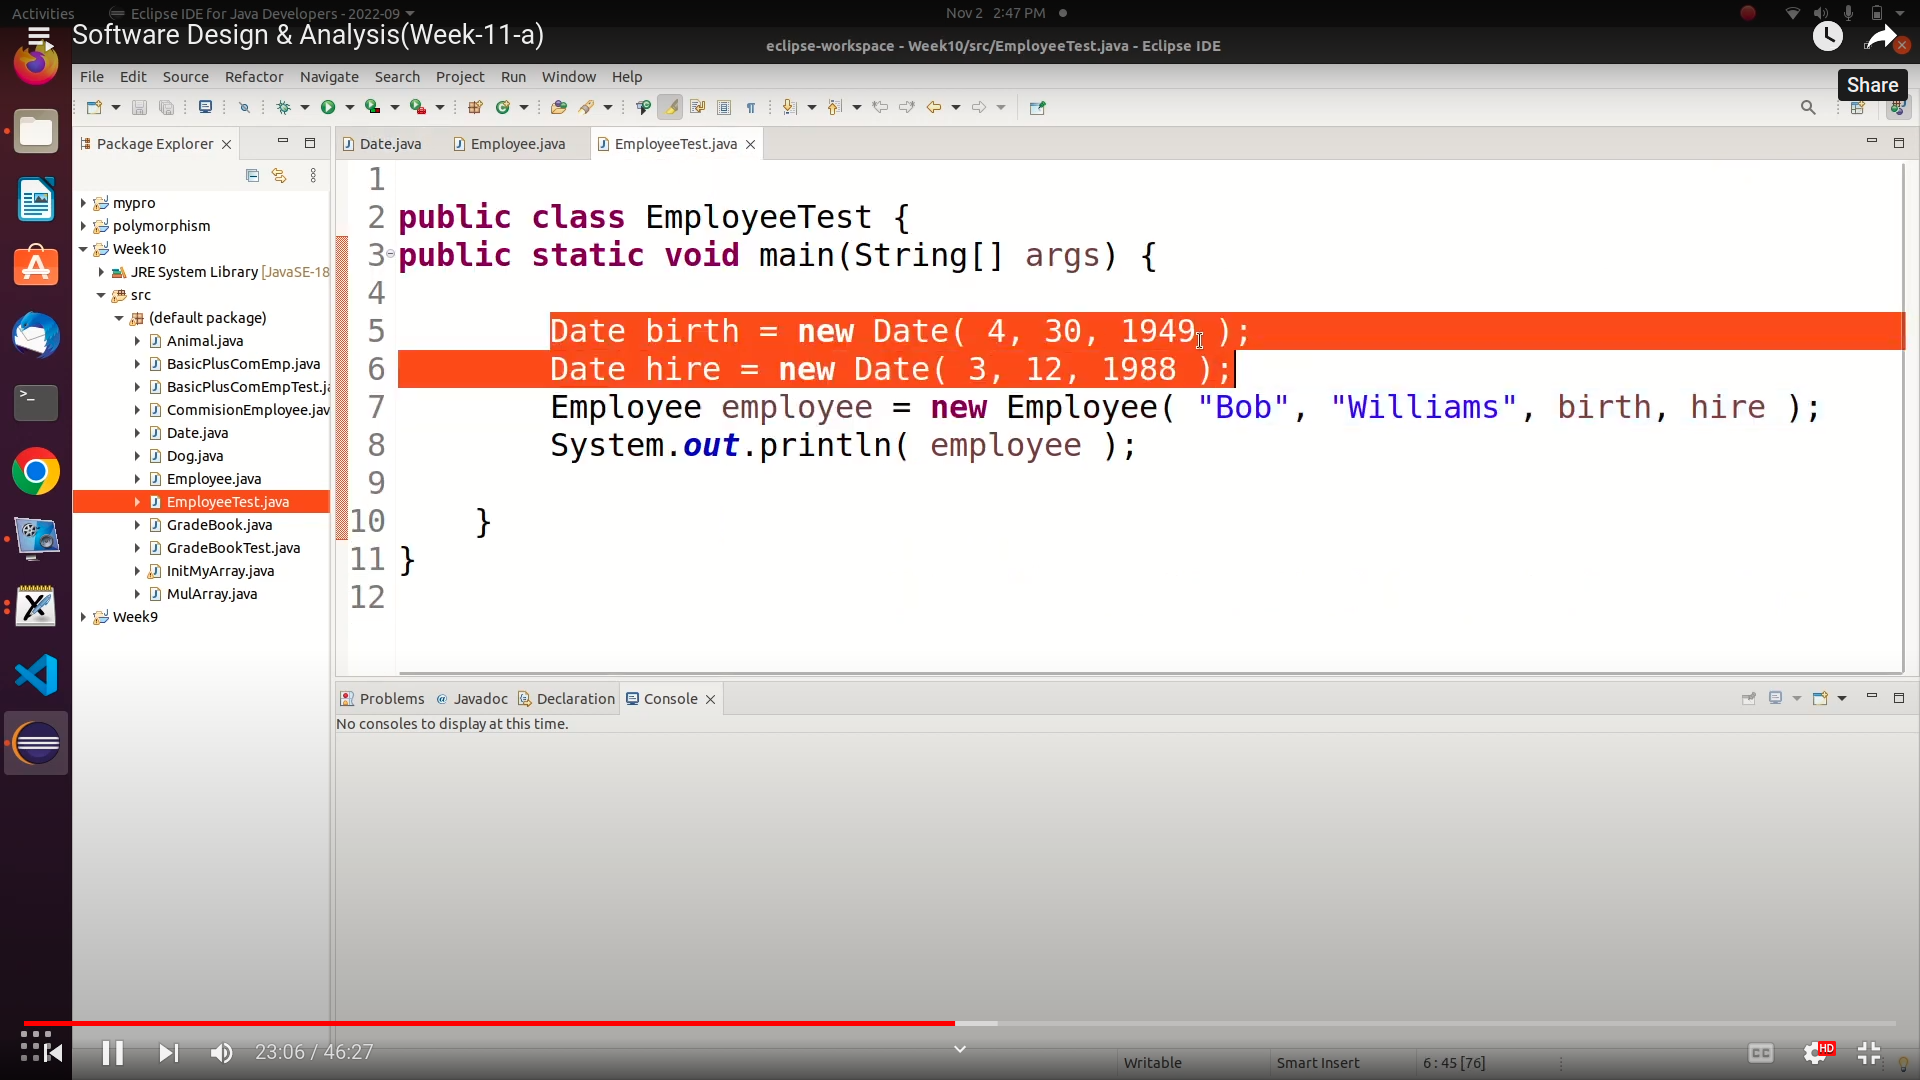 Activities
Eclipse IDE for Java Developers - 2022-09
Nov 2 2:47 PM
Software Design & Analysis(Week-11-a)
eclipse-workspace - Week10/src/EmployeeTest.java - Eclipse IDE
File Edit Source Refactor Navigate Search Project Run Window Help
Share
Package Explorer
Date.java
Employee.java
EmployeeTest.java
mypro
polymorphism
Week10
JRE System Library [JavaSE-18
src
(default package)
Animal.java
BasicPlusComEmp.java
BasicPlusComEmpTest.ja
CommisionEmployee.jav
Date.java
Dog.java
Employee.java
EmployeeTest.java
GradeBook.java
GradeBookTest.java
InitMyArray.java
MulArray.java
Week9
1
2 public class EmployeeTest {
3 public static void main(String[] args) {
4
5 Date birth = new Date( 4, 30, 1949 );
6 Date hire = new Date( 3, 12, 1988 );
7 Employee employee = new Employee( "Bob", "Williams", birth, hire );
8 System.out.println( employee );
9
10 }
11 }
12
Problems
Javadoc
Declaration
Console
No consoles to display at this time.
23:06 / 46:27
CC
HD
Writable
Smart Insert
6 : 45 [76]